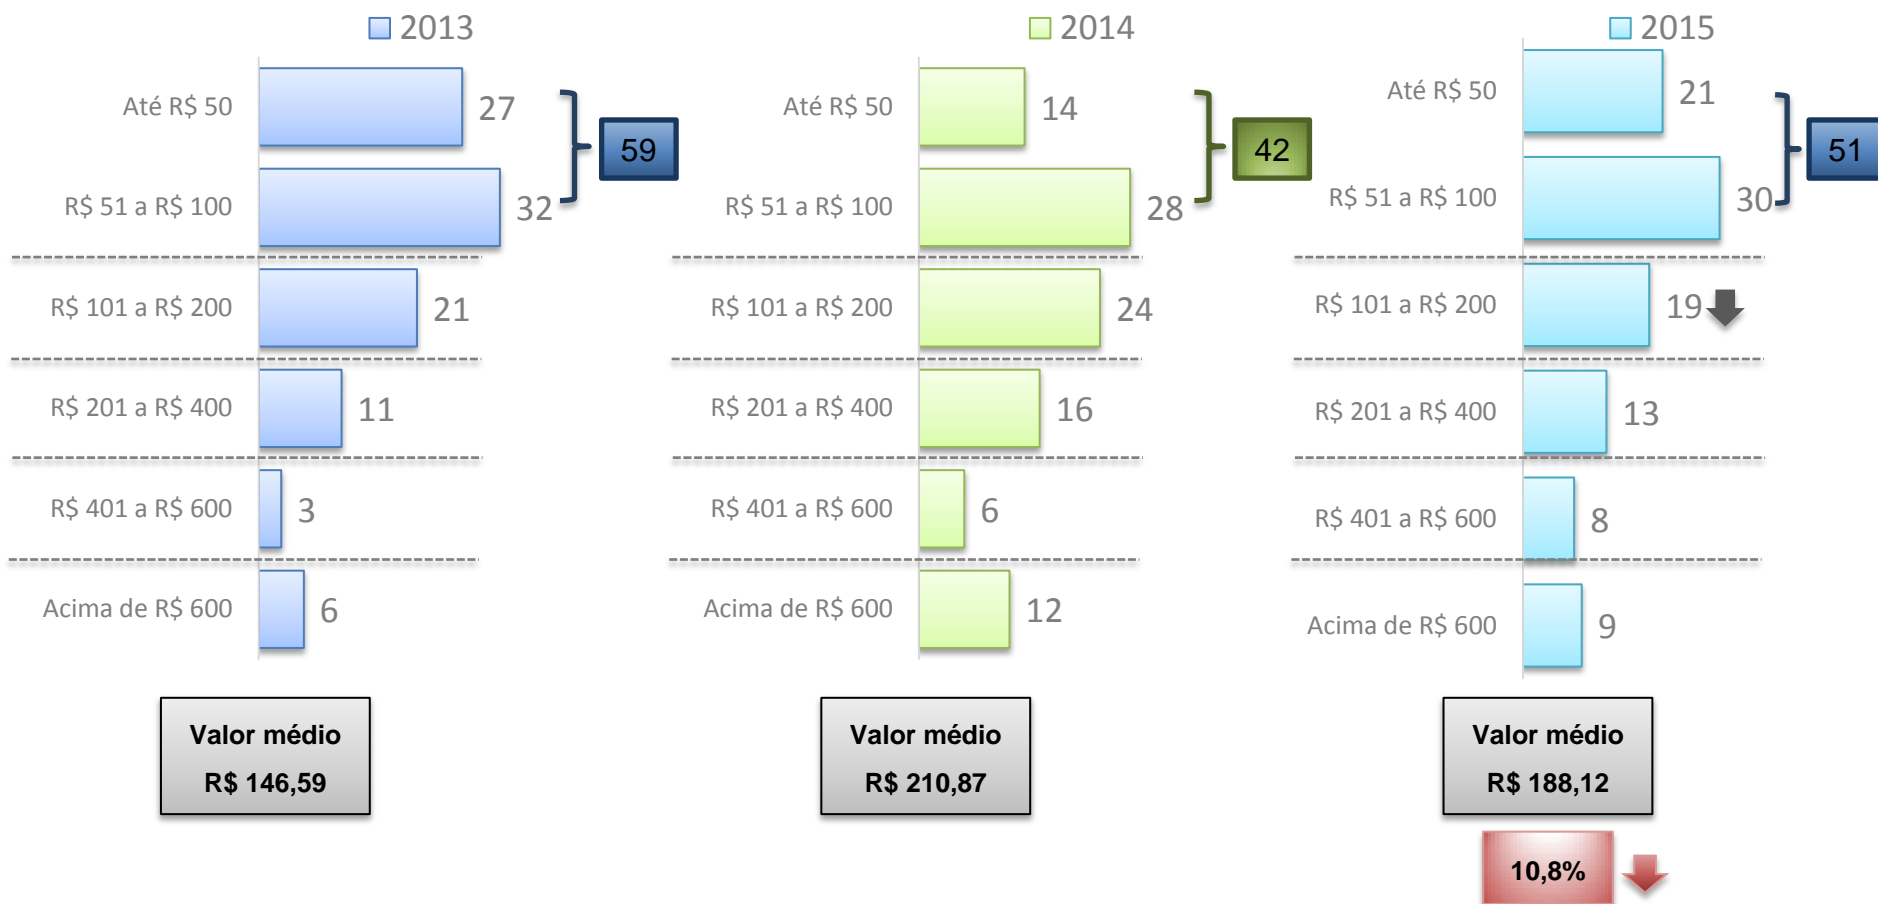 2013
Até R$ 50
27
R$ 51 a R$ 100
32
59
R$ 101 a R$ 200
21
R$ 201 a R$ 400
11
R$ 401 a R$ 600
3
Acima de R$ 600
6
Valor médio
R$ 146,59
2014
Até R$ 50
14
R$ 51 a R$ 100
28
42
R$ 101 a R$ 200
24
R$ 201 a R$ 400
16
R$ 401 a R$ 600
6
Acima de R$ 600
12
Valor médio
R$ 210,87
2015
Até R$ 50
21
R$ 51 a R$ 100
30
51
R$ 101 a R$ 200
19
R$ 201 a R$ 400
13
R$ 401 a R$ 600
8
Acima de R$ 600
9
Valor médio
R$ 188,12
10,8%